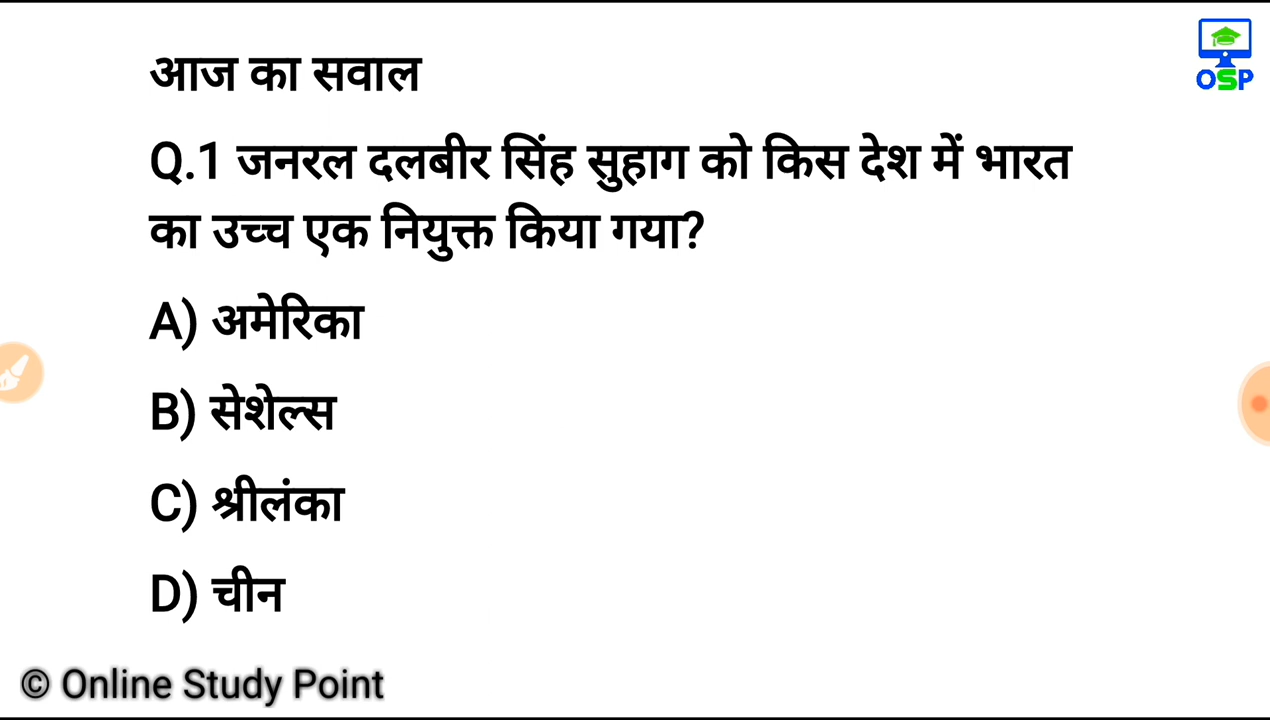 आज का सवाल
OSP
Q.1 जनरल दलबीर सिंह सुहाग को किस देश में भारत
का उच्च एक नियुक्त किया गया?
A) अमेरिका
B) सेशेल्स
C) श्रीलंका
D) चीन
© Online Study Point